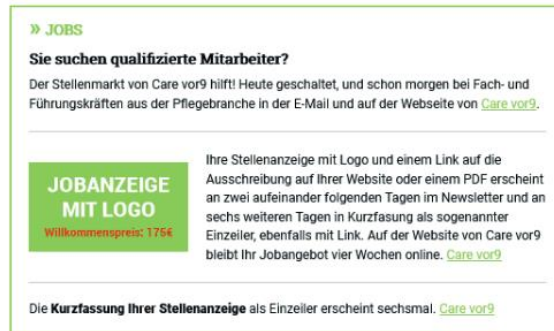 » JOBS
Sie suchen qualifizierte Mitarbeiter?
Der Stellenmarkt von Care vor9 hilft! Heute geschaltet, und schon morgen bei Fach- und
Führungskräften aus der Pflegebranche in der E-Mail und auf der Webseite von Care vor9.
JOBANZEIGE
MIT LOGO
Willkommenspreis: 175€
Ihre Stellenanzeige mit Logo und einem Link auf die
Ausschreibung auf Ihrer Website oder einem PDF erscheint
an zwei aufeinander folgenden Tagen im Newsletter und an
sechs weiteren Tagen in Kurzfassung als sogenannter
Einzeiler, ebenfalls mit Link. Auf der Website von Care vor9
bleibt Ihr Jobangebot vier Wochen online. Care vor9
Die Kurzfassung Ihrer Stellenanzeige als Einzeiler erscheint sechsmal. Care vor9